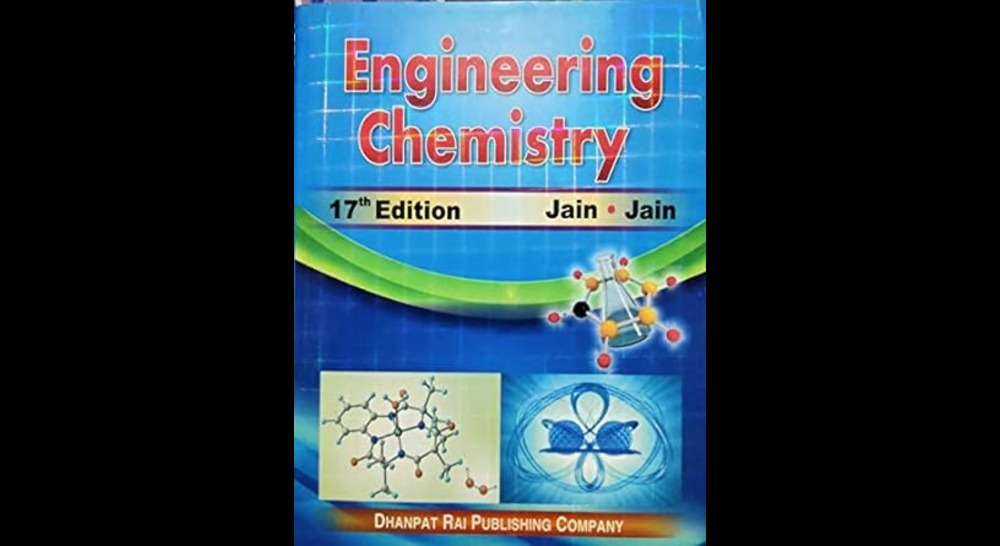 Engineering
Chemistry
17th Edition Jain • Jain
DHANPAT RAI PUBLISHING COMPANY